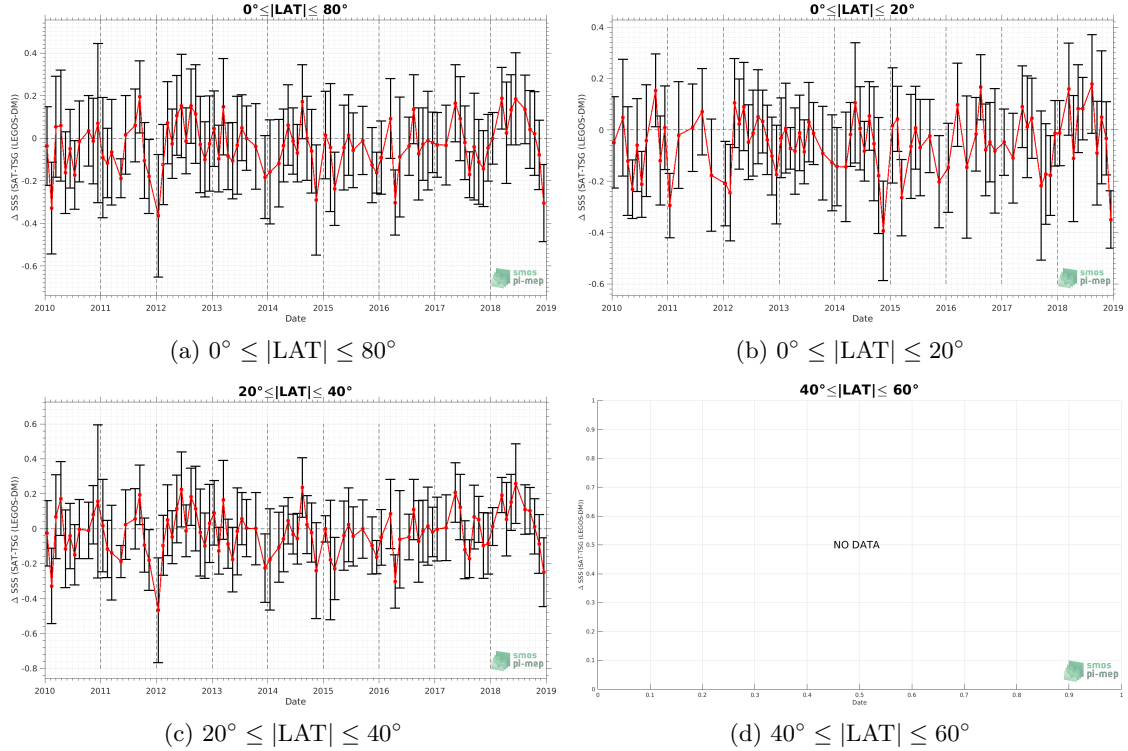 0°≤|LAT|≤ 80°
Δ SSS (SAT-TSG (LEGOS-DM))
0.4
0.2
0
-0.2
-0.4
-0.6
2010 2011 2012 2013 2014 2015 2016 2017 2018 2019
Date
smos
pi-mep
(a) 0° ≤ |LAT| ≤ 80°
0°≤|LAT|≤ 20°
Δ SSS (SAT-TSG (LEGOS-DM))
0.4
0.2
0
-0.2
-0.4
-0.6
2010 2011 2012 2013 2014 2015 2016 2017 2018 2019
Date
smos
pi-mep
(b) 0° ≤ |LAT| ≤ 20°
20°≤|LAT|≤ 40°
Δ SSS (SAT-TSG (LEGOS-DM))
0.6
0.4
0.2
0
-0.2
-0.4
-0.6
-0.8
2010 2011 2012 2013 2014 2015 2016 2017 2018 2019
Date
smos
pi-mep
(c) 20° ≤ |LAT| ≤ 40°
40°≤|LAT|≤ 60°
Δ SSS (SAT-TSG (LEGOS-DM))
1
0.9
0.8
0.7
0.6
0.5
0.4
0.3
0.2
0.1
0
NO DATA
0 0.1 0.2 0.3 0.4 0.5 0.6 0.7 0.8 0.9 1
Date
smos
pi-mep
(d) 40° ≤ |LAT| ≤ 60°